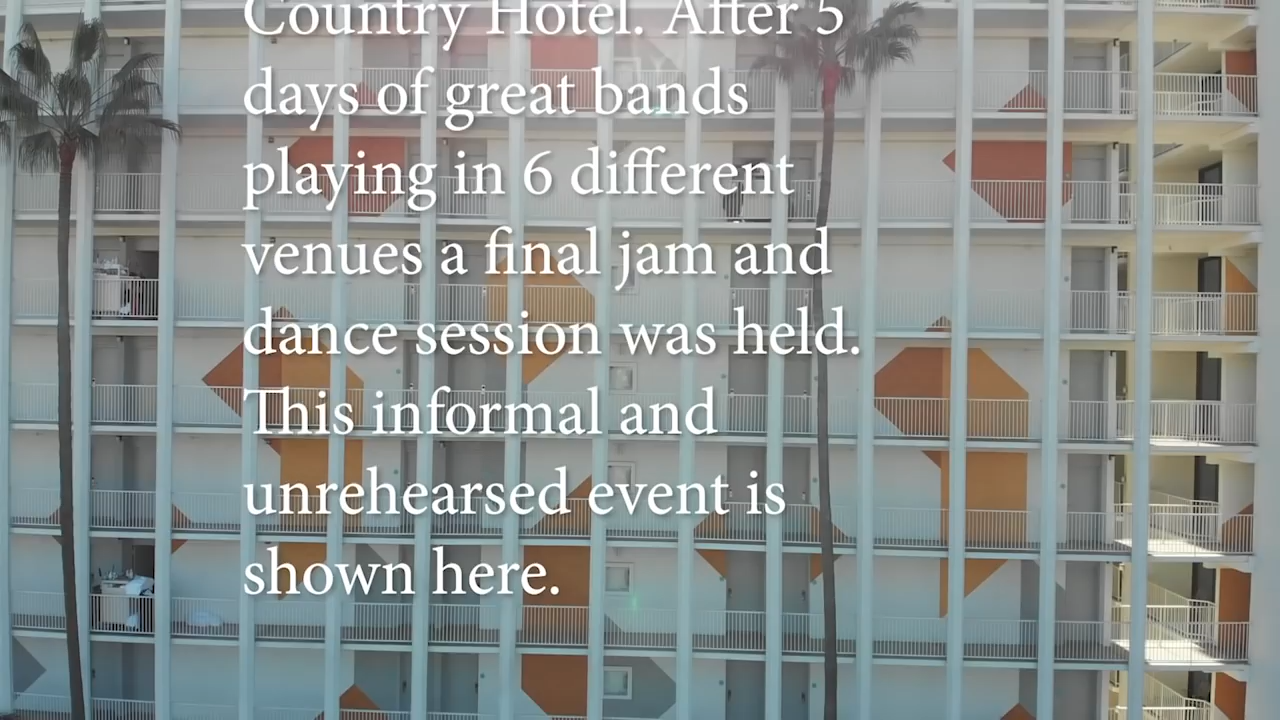 Country Hotel. After 5
days of great bands
playing in 6 different
venues a final jam and
dance session was held.
This informal and
unrehearsed event is
shown here.